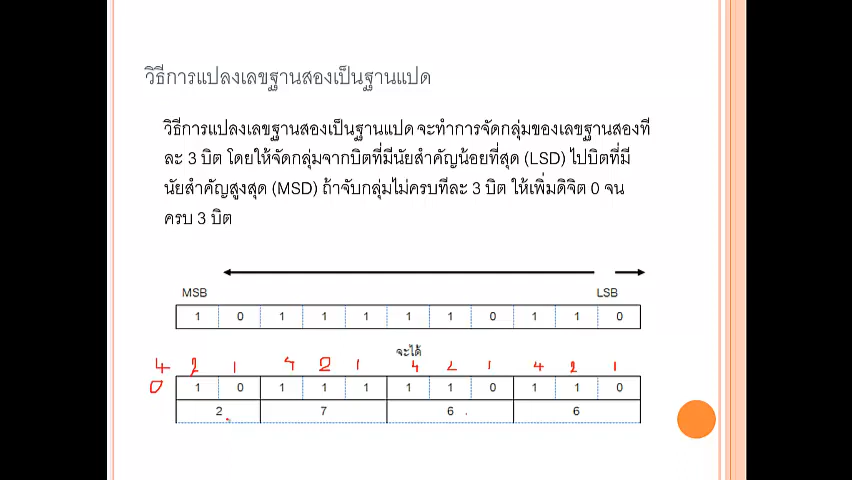 วิธีการแปลงเลขฐานสองเป็นฐานแปด
วิธีการแปลงเลขฐานสองเป็นฐานแปด จะทำการจัดกลุ่มของเลขฐานสองที
ละ 3 บิต โดยให้จัดกลุ่มจากบิตที่มีนัยสำคัญน้อยที่สุด (LSD) ไปบิตที่มี
นัยสำคัญสูงสุด (MSD) ถ้าจับกลุ่มไม่ครบทีละ 3 บิต ให้เพิ่มดิจิต 0 จน
ครบ 3 บิต
MSB LSB
1 0 1 1 1 1 1 0 1 1 0
จะได้
4 2 1 4 2 1 4 2 1 4 2 1
0 1 0 1 1 1 1 1 0 1 1 0
2 7 6 6